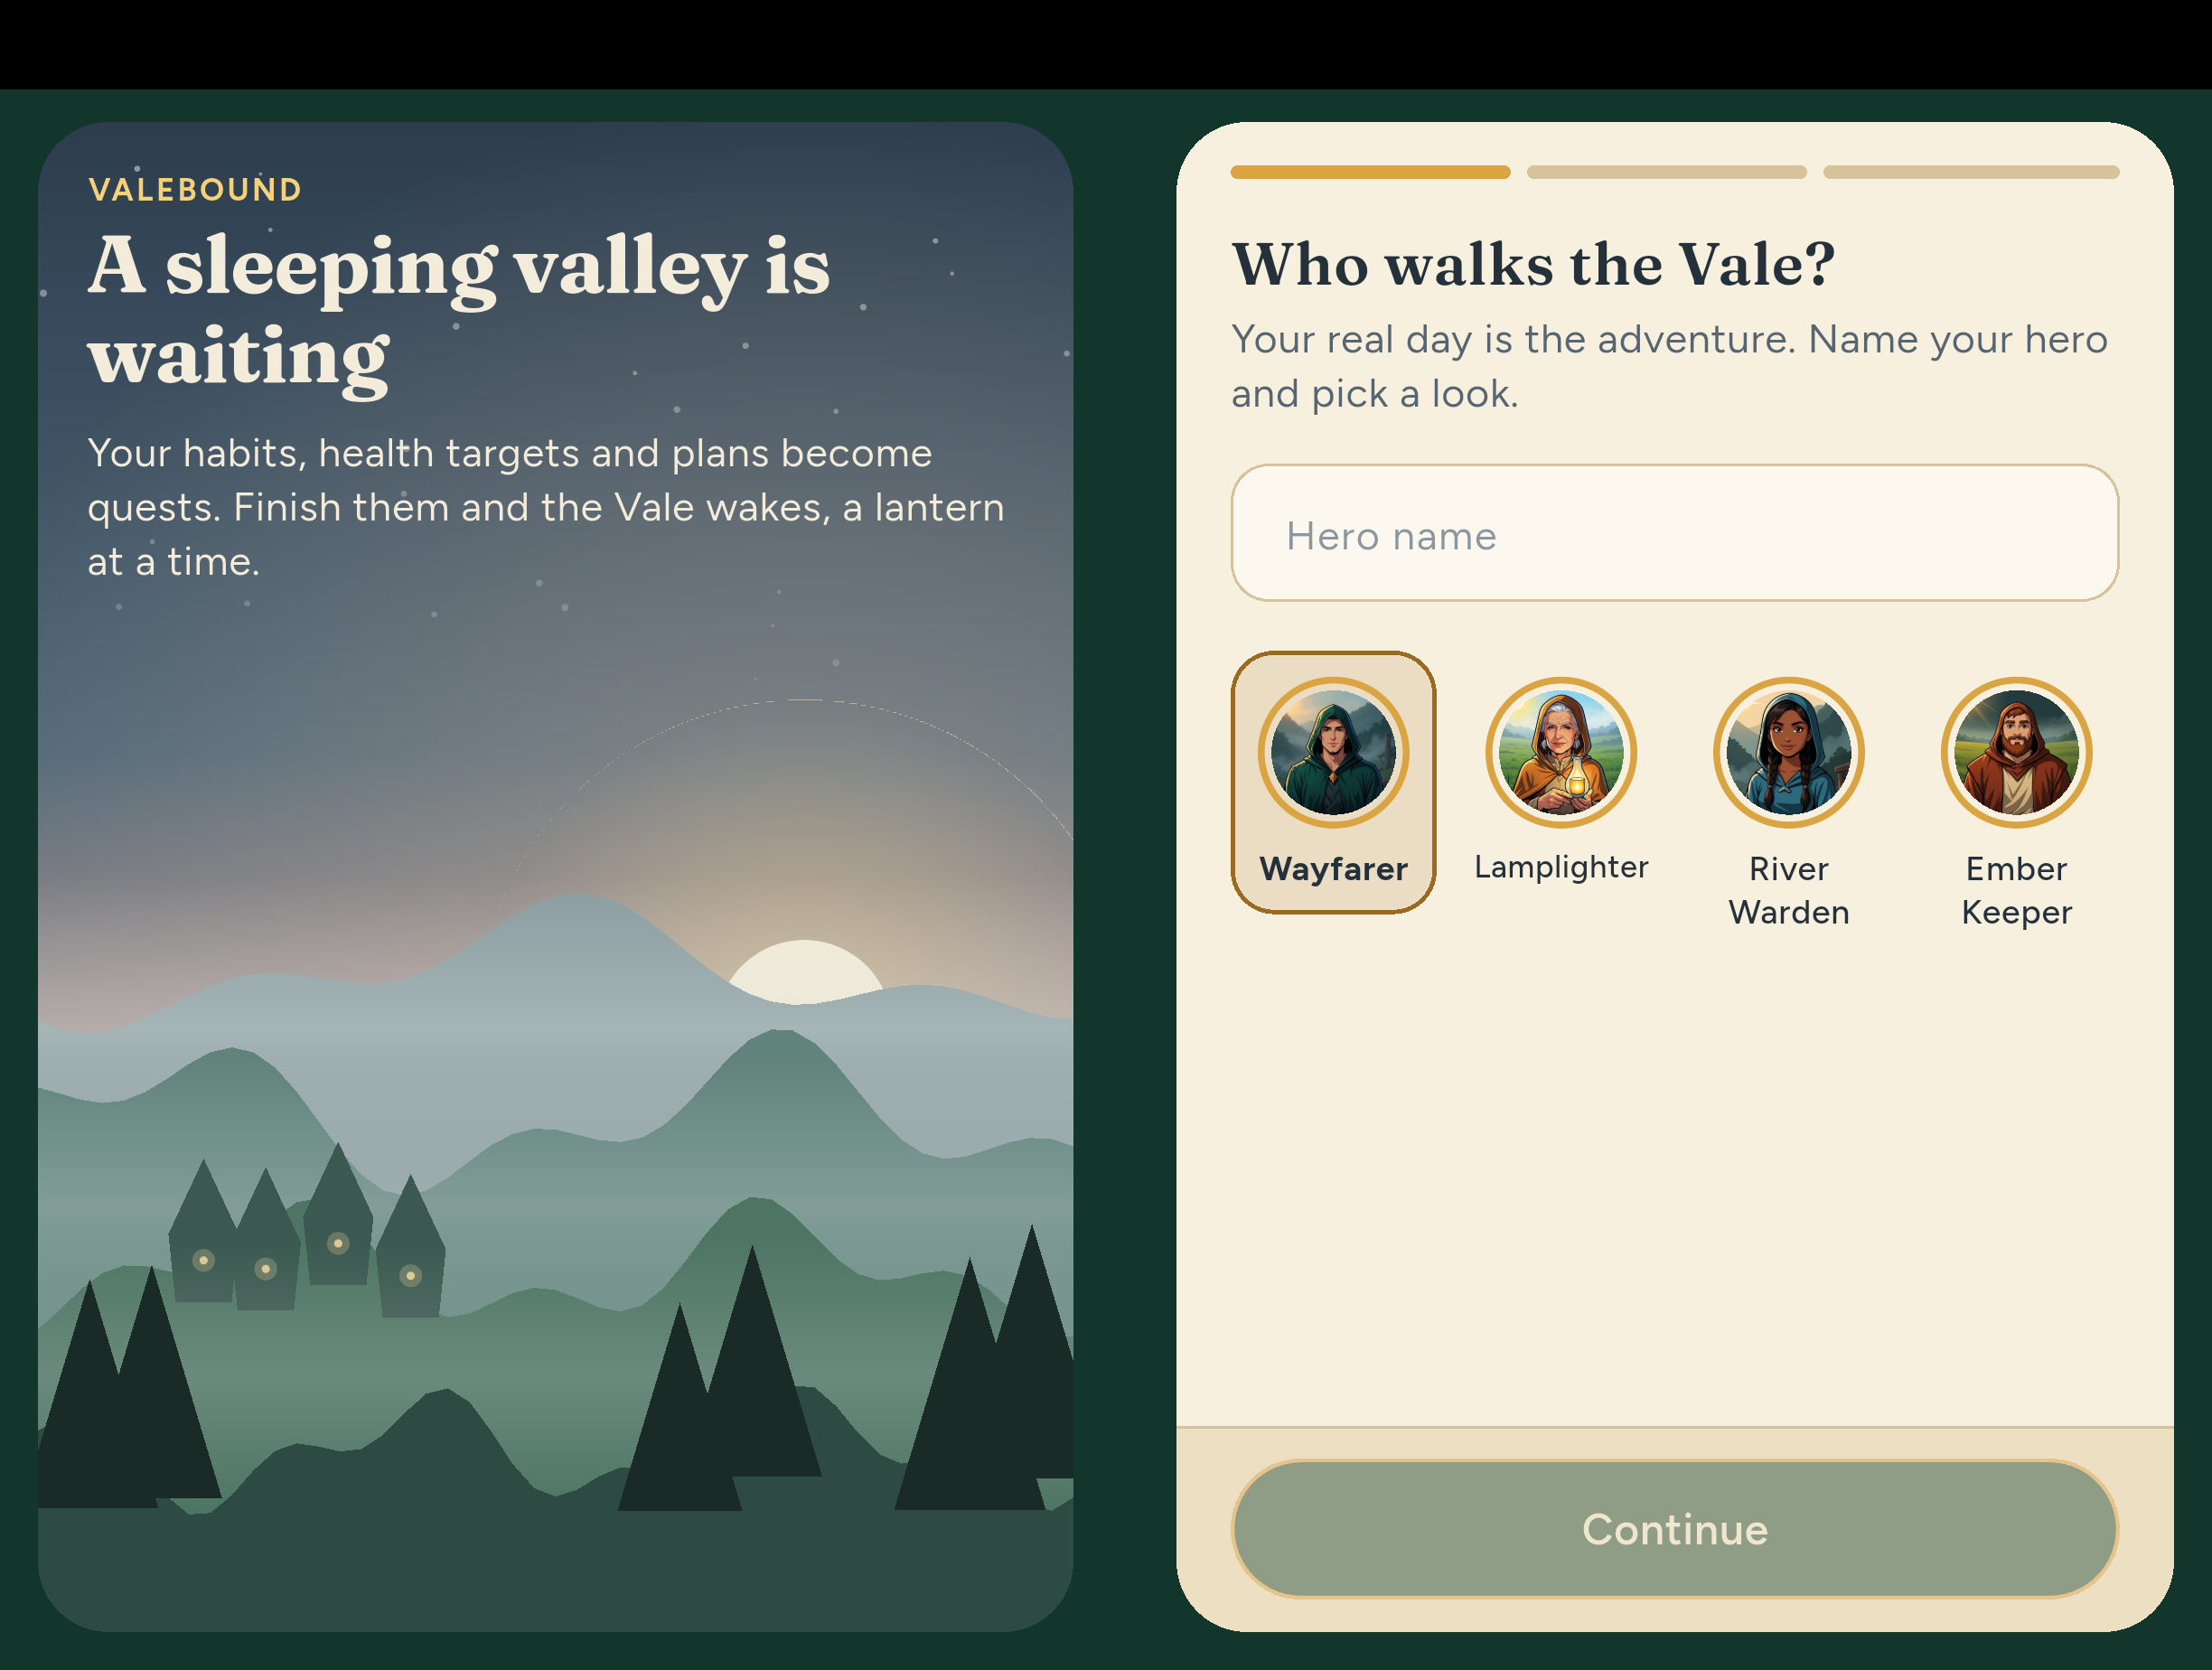 VALEBOUND
A sleeping valley is
waiting
Your habits, health targets and plans become
quests. Finish them and the Vale wakes, a lantern
at a time.
Who walks the Vale?
Your real day is the adventure. Name your hero
and pick a look.
Hero name
Wayfarer
Lamplighter
River
Warden
Ember
Keeper
Continue